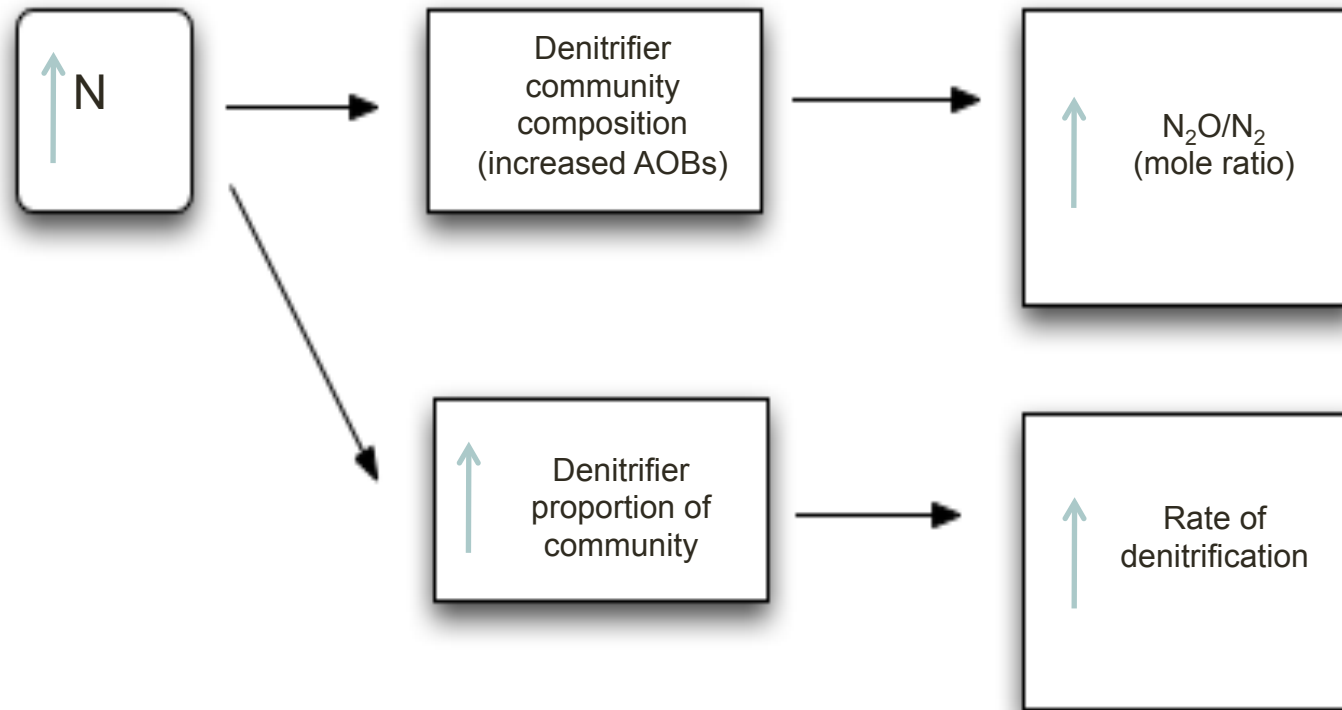 N
Denitrifier
community
composition
(increased AOBs)
N₂O/N₂
(mole ratio)
Denitrifier
proportion of
community
Rate of
denitrification